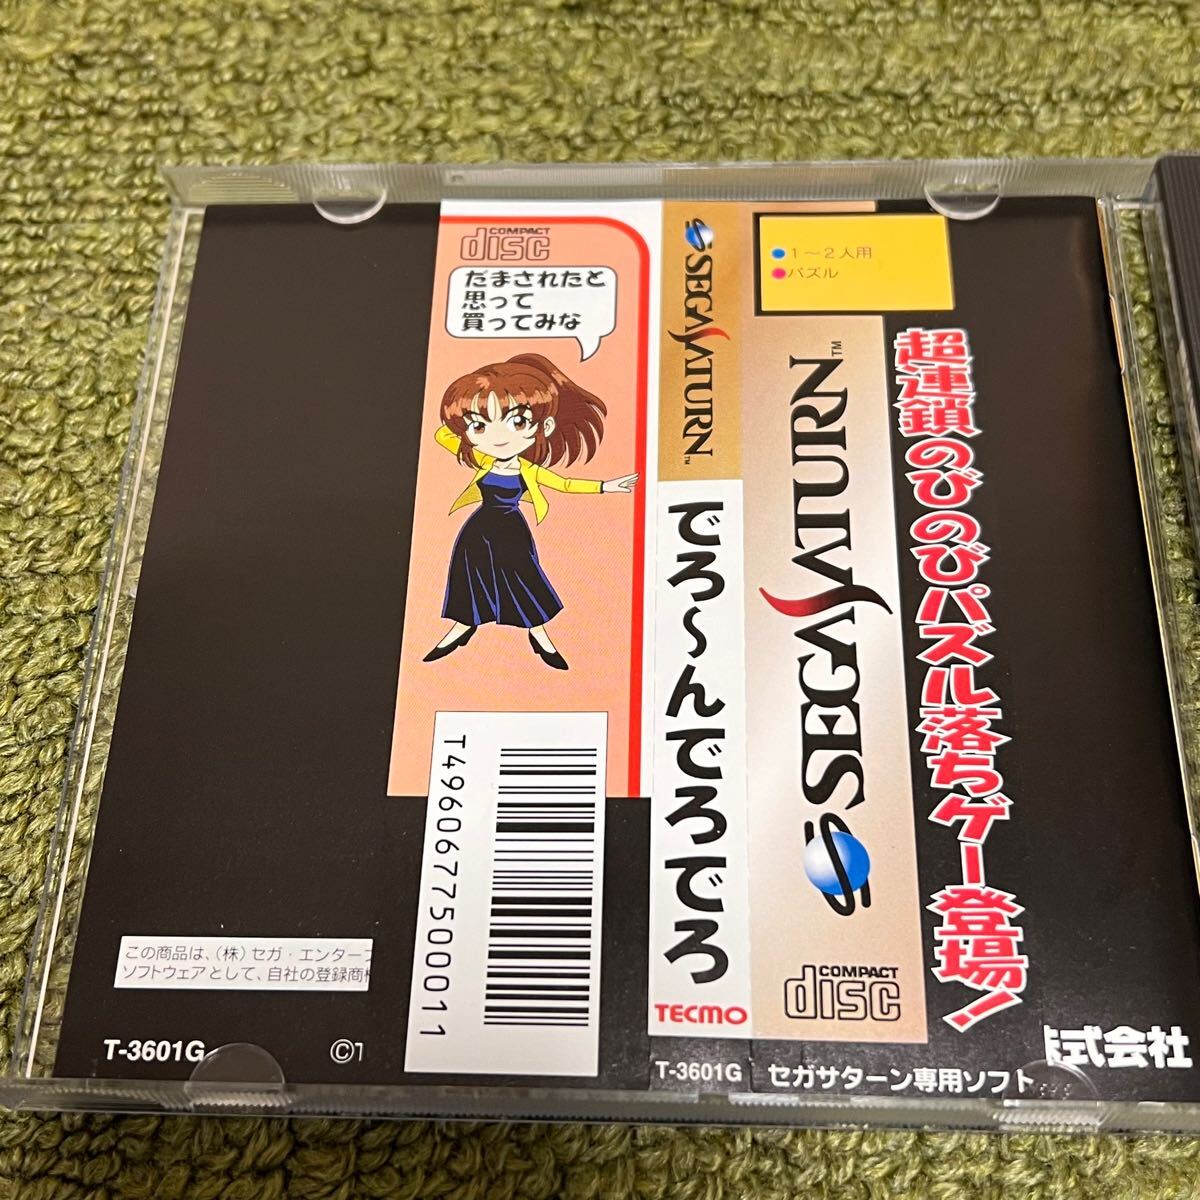 COMPACT
disc
だまされたと
思って
買ってみな
T4960677500011
この商品は、(株)セガ・エンター
ソフトウェアとして、自社の登録商
T-3601G
©1
SEGA SATURN™
でろ~んでろでろ
TECMO
T-3601G
●1~2人用
●パズル
SEGA SATURN™
COMPACT
disc
セガサターン専用ソフト
超連鎖のびのびパズル落ちゲー登場!
株式会社